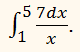 ∫₁⁵ 7dx/x .